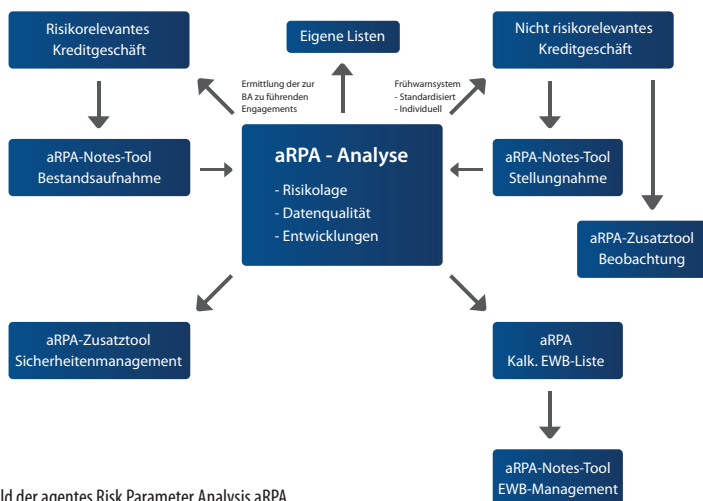 Risikorelevantes
Kreditgeschäft
Eigene Listen
Nicht risikorelevantes
Kreditgeschäft
Ermittlung der zur
BA zu führenden
Engagements
Frühwarnsystem
- Standardisiert
- Individuell
aRPA-Notes-Tool
Bestandsaufnahme
aRPA - Analyse
- Risikolage
- Datenqualität
- Entwicklungen
aRPA-Notes-Tool
Stellungnahme
aRPA-Zusatztool
Beobachtung
aRPA-Zusatztool
Sicherheitenmanagement
aRPA
Kalk. EWB-Liste
aRPA-Notes-Tool
EWB-Management
der agentes Risk Parameter Analysis aRPA